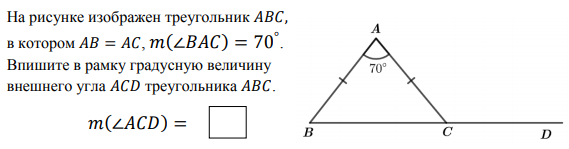 На рисунке изображен треугольник ABC,
в котором AB = AC, m(∠BAC) = 70°.
Впишите в рамку градусную величину
внешнего угла ACD треугольника ABC.
m(∠ACD) =
A
70°
B
C
D